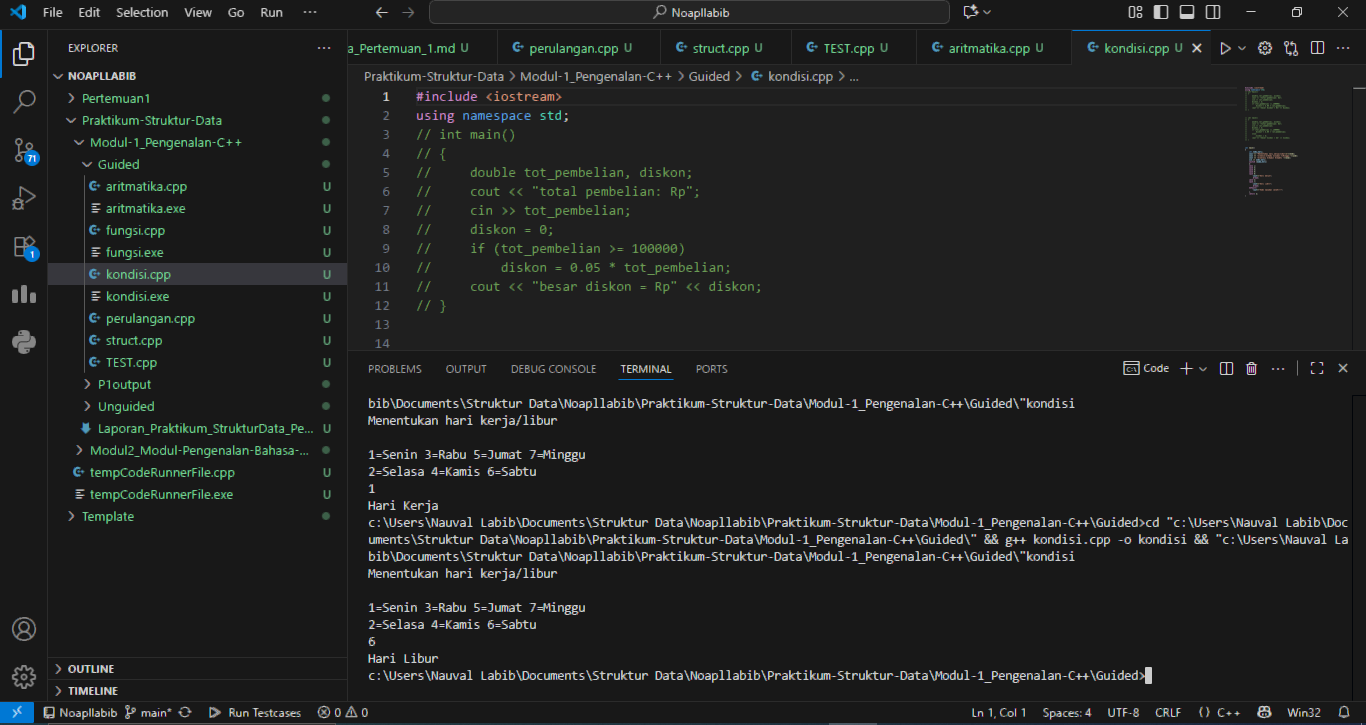 File Edit Selection View Go Run ··· Noapllabib
EXPLORER ···
NOAPLLABIB
Pertemuan1
Praktikum-Struktur-Data
Modul-1_Pengenalan-C++
Guided
aritmatika.cpp U
aritmatika.exe U
fungsi.cpp U
fungsi.exe U
kondisi.cpp U
kondisi.exe U
perulangan.cpp U
struct.cpp U
TEST.cpp U
P1output
Unguided
Laporan_Praktikum_StrukturData_Pe... U
Modul2_Modul-Pengenalan-Bahasa-...
tempCodeRunnerFile.cpp U
tempCodeRunnerFile.exe U
Template
OUTLINE
TIMELINE
71
1
a_Pertemuan_1.md U perulangan.cpp U struct.cpp U TEST.cpp U aritmatika.cpp U kondisi.cpp U
Praktikum-Struktur-Data > Modul-1_Pengenalan-C++ > Guided > kondisi.cpp > ...
1 #include <iostream>
2 using namespace std;
3 // int main()
4 // {
5 //     double tot_pembelian, diskon;
6 //     cout << "total pembelian: Rp";
7 //     cin >> tot_pembelian;
8 //     diskon = 0;
9 //     if (tot_pembelian >= 100000)
10 //         diskon = 0.05 * tot_pembelian;
11 //     cout << "besar diskon = Rp" << diskon;
12 // }
13
14
PROBLEMS OUTPUT DEBUG CONSOLE TERMINAL PORTS Code
bib\Documents\Struktur Data\Noapllabib\Praktikum-Struktur-Data\Modul-1_Pengenalan-C++\Guided\"kondisi
Menentukan hari kerja/libur
1=Senin 3=Rabu 5=Jumat 7=Minggu
2=Selasa 4=Kamis 6=Sabtu
1
Hari Kerja
c:\Users\Nauval Labib\Documents\Struktur Data\Noapllabib\Praktikum-Struktur-Data\Modul-1_Pengenalan-C++\Guided>cd "c:\Users\Nauval Labib\Doc
uments\Struktur Data\Noapllabib\Praktikum-Struktur-Data\Modul-1_Pengenalan-C++\Guided\" && g++ kondisi.cpp -o kondisi && "c:\Users\Nauval La
bib\Documents\Struktur Data\Noapllabib\Praktikum-Struktur-Data\Modul-1_Pengenalan-C++\Guided\"kondisi
Menentukan hari kerja/libur
1=Senin 3=Rabu 5=Jumat 7=Minggu
2=Selasa 4=Kamis 6=Sabtu
6
Hari Libur
c:\Users\Nauval Labib\Documents\Struktur Data\Noapllabib\Praktikum-Struktur-Data\Modul-1_Pengenalan-C++\Guided>
Noapllabib main* Run Testcases 0 0 Ln 1, Col 1 Spaces: 4 UTF-8 CRLF () C++ Win32